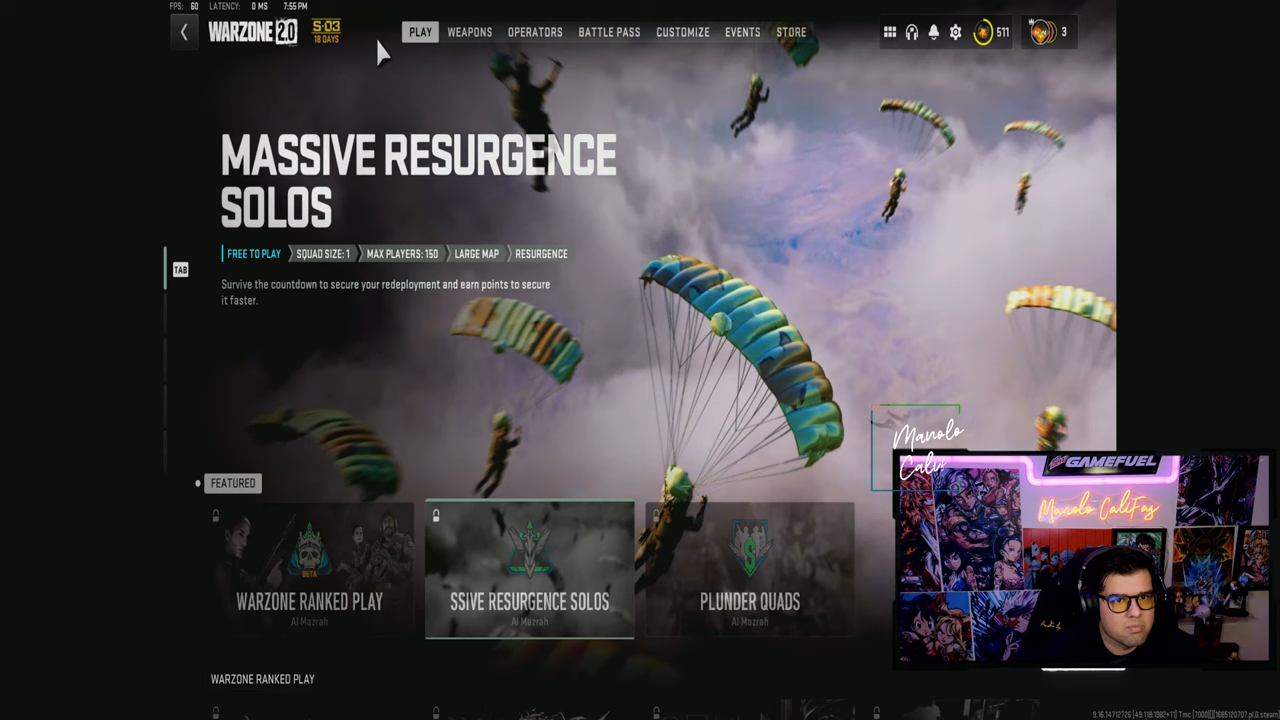 FPS: 60 LATENCY: 0 MS 7:55 PM
WARZONE 2.0
S-03
18 DAYS
PLAY WEAPONS OPERATORS BATTLE PASS CUSTOMIZE EVENTS STORE
511
3
MASSIVE RESURGENCE
SOLOS
FREE TO PLAY SQUAD SIZE: 1 MAX PLAYERS: 150 LARGE MAP RESURGENCE
TAB
Survive the countdown to secure your redeployment and earn points to secure
it faster.
Manolo
GAMEFUEL
Manolo CaliFas
FEATURED
BETA
WARZONE RANKED PLAY
Al Mazrah
SSIVE RESURGENCE SOLOS
Al Mazrah
PLUNDER QUADS
Al Mazrah
WARZONE RANKED PLAY